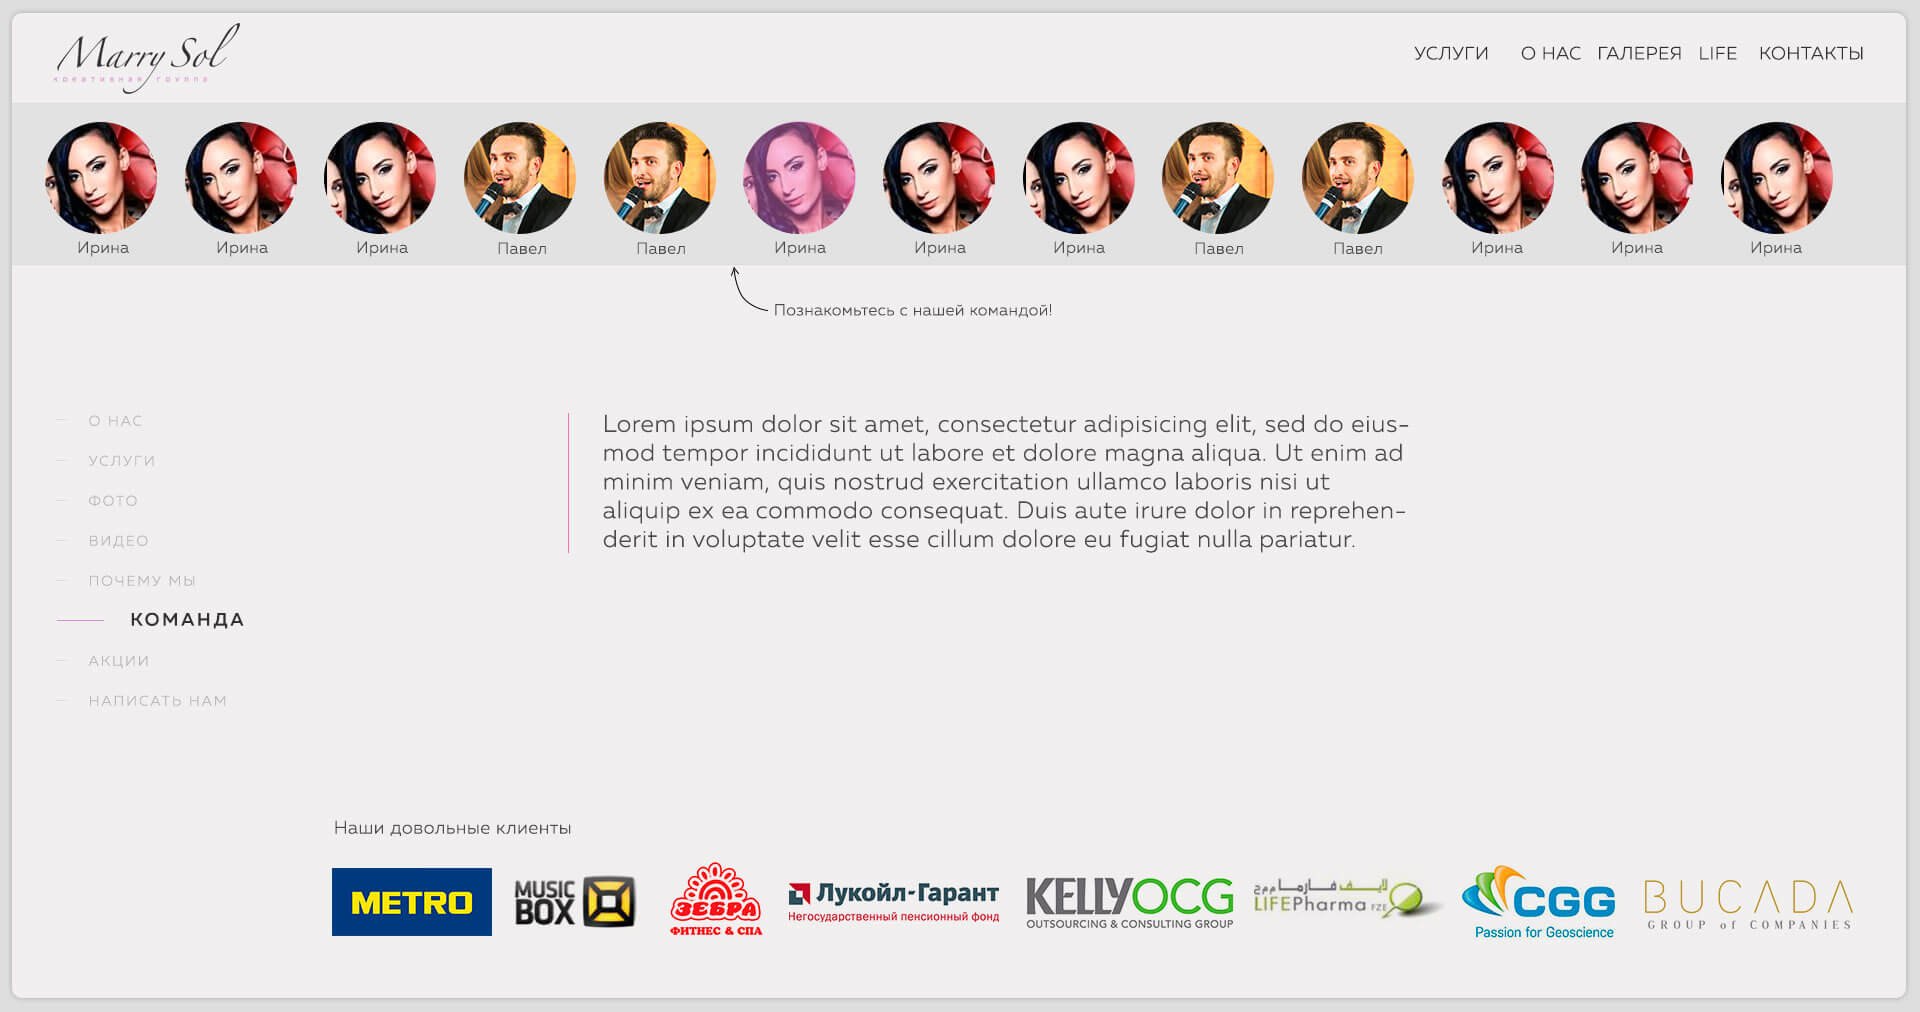 Marry Sol
креативная группа
УСЛУГИ О НАС ГАЛЕРЕЯ LIFE КОНТАКТЫ
Ирина Ирина Ирина Павел Павел Ирина Ирина Ирина Павел Павел Ирина Ирина Ирина
Познакомьтесь с нашей командой!
О НАС
УСЛУГИ
ФОТО
ВИДЕО
ПОЧЕМУ МЫ
КОМАНДА
АКЦИИ
НАПИСАТЬ НАМ
Lorem ipsum dolor sit amet, consectetur adipisicing elit, sed do eius-
mod tempor incididunt ut labore et dolore magna aliqua. Ut enim ad
minim veniam, quis nostrud exercitation ullamco laboris nisi ut
aliquip ex ea commodo consequat. Duis aute irure dolor in reprehen-
derit in voluptate velit esse cillum dolore eu fugiat nulla pariatur.
Наши довольные клиенты
METRO
MUSIC
BOX
ЗЕБРА
ФИТНЕС & СПА
Лукойл-Гарант
Негосударственный пенсионный фонд
KELLYOCG
OUTSOURCING & CONSULTING GROUP
لايف فارما م.م.ح
LIFEPharma FZE
CGG
Passion for Geoscience
BUCADA
GROUP of COMPANIES